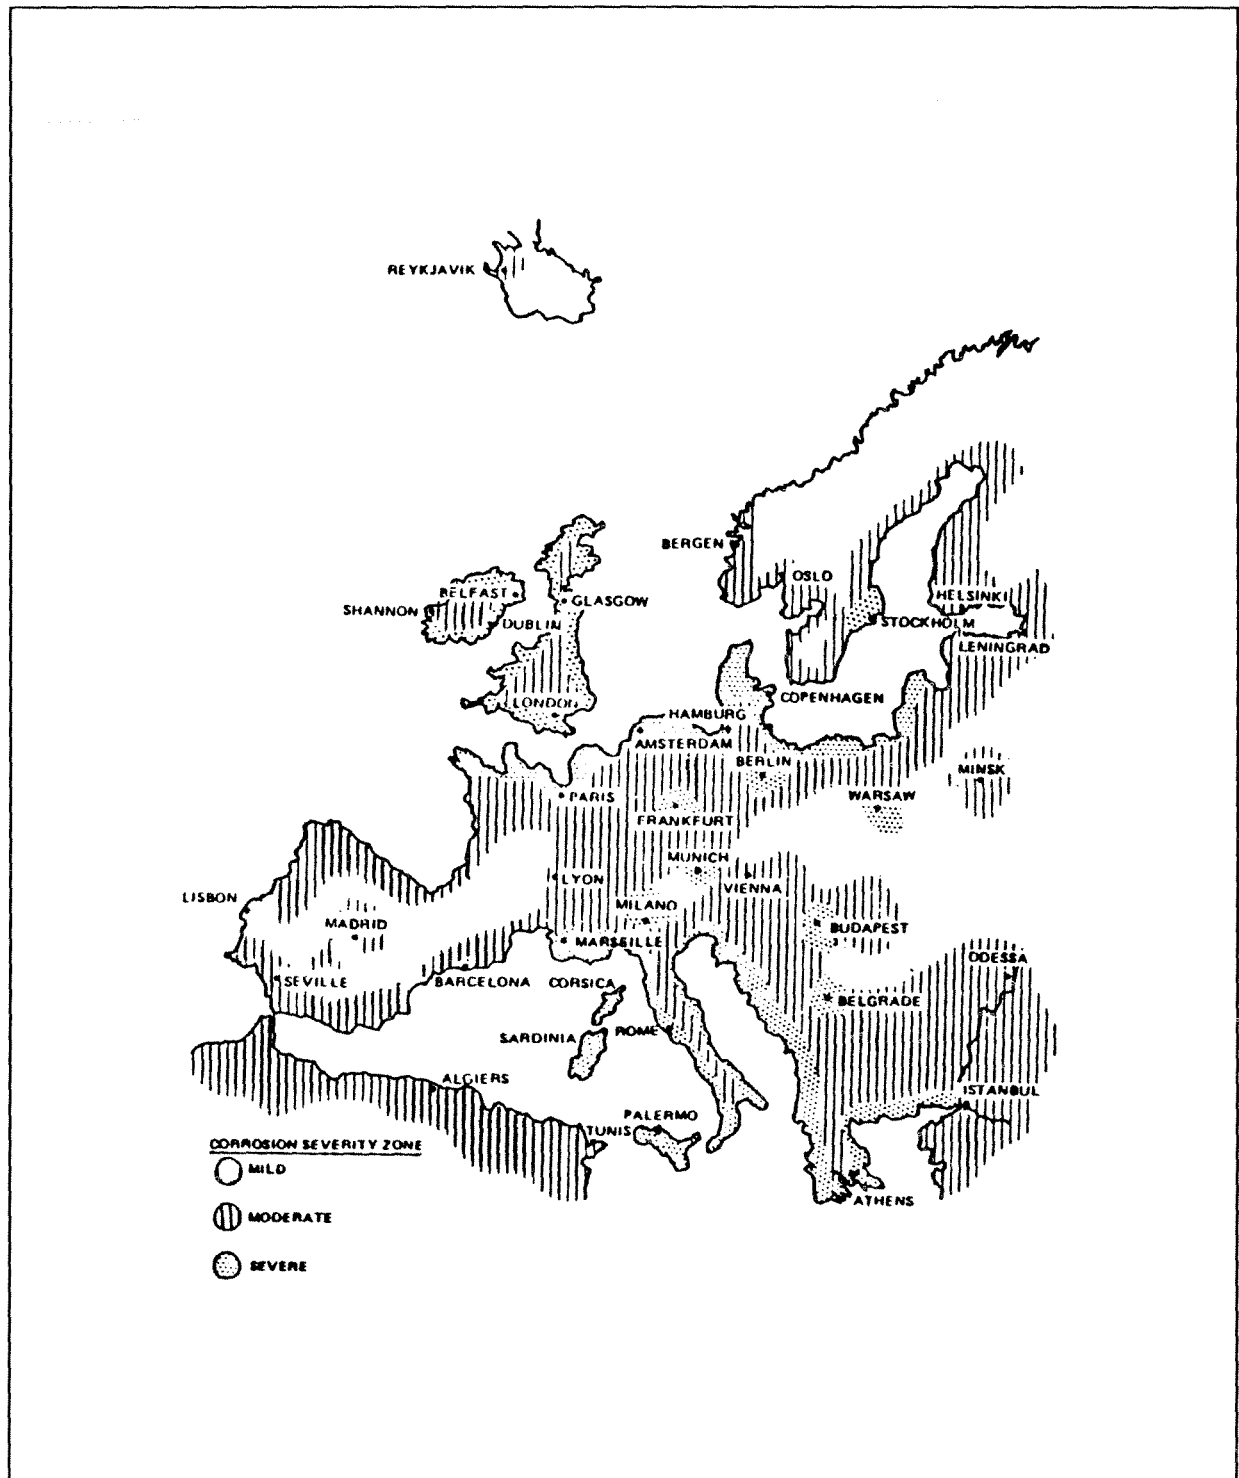 REYKJAVIK
BERGEN
OSLO
BELFAST
HELSINKI
GLASGOW
SHANNON
DUBLIN
STOCKHOLM
LENINGRAD
COPENHAGEN
LONDON
HAMBURG
AMSTERDAM
BERLIN
MINSK
PARIS
WARSAW
FRANKFURT
MUNICH
LYON
VIENNA
LISBON
MILANO
MADRID
BUDAPEST
MARSEILLE
ODESSA
SEVILLE
BARCELONA
CORSICA
BELGRADE
ROME
SARDINIA
ALGIERS
ISTANBUL
PALERMO
TUNIS
CORROSION SEVERITY ZONE
MILD
ATHENS
MODERATE
SEVERE